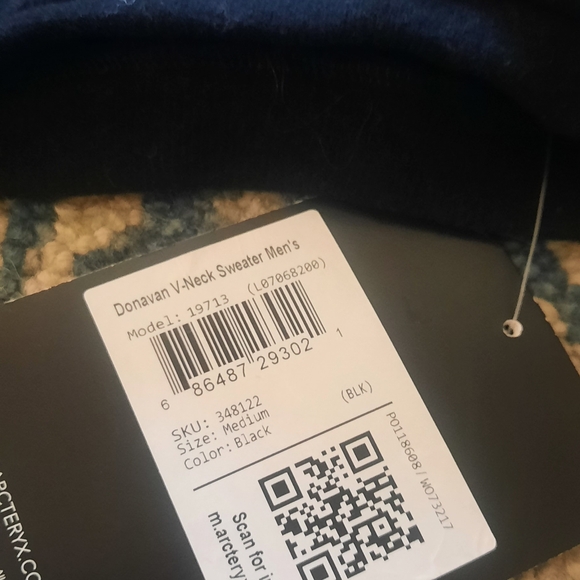 Donavan V-Neck Sweater Men's
Model: 19713 (L07068200)
6 86487 29302 1
SKU: 348122
Size: Medium
Color: Black (BLK)
PO118608/ WO73217
Scan for
m.arctery
ARCTERYX.CO